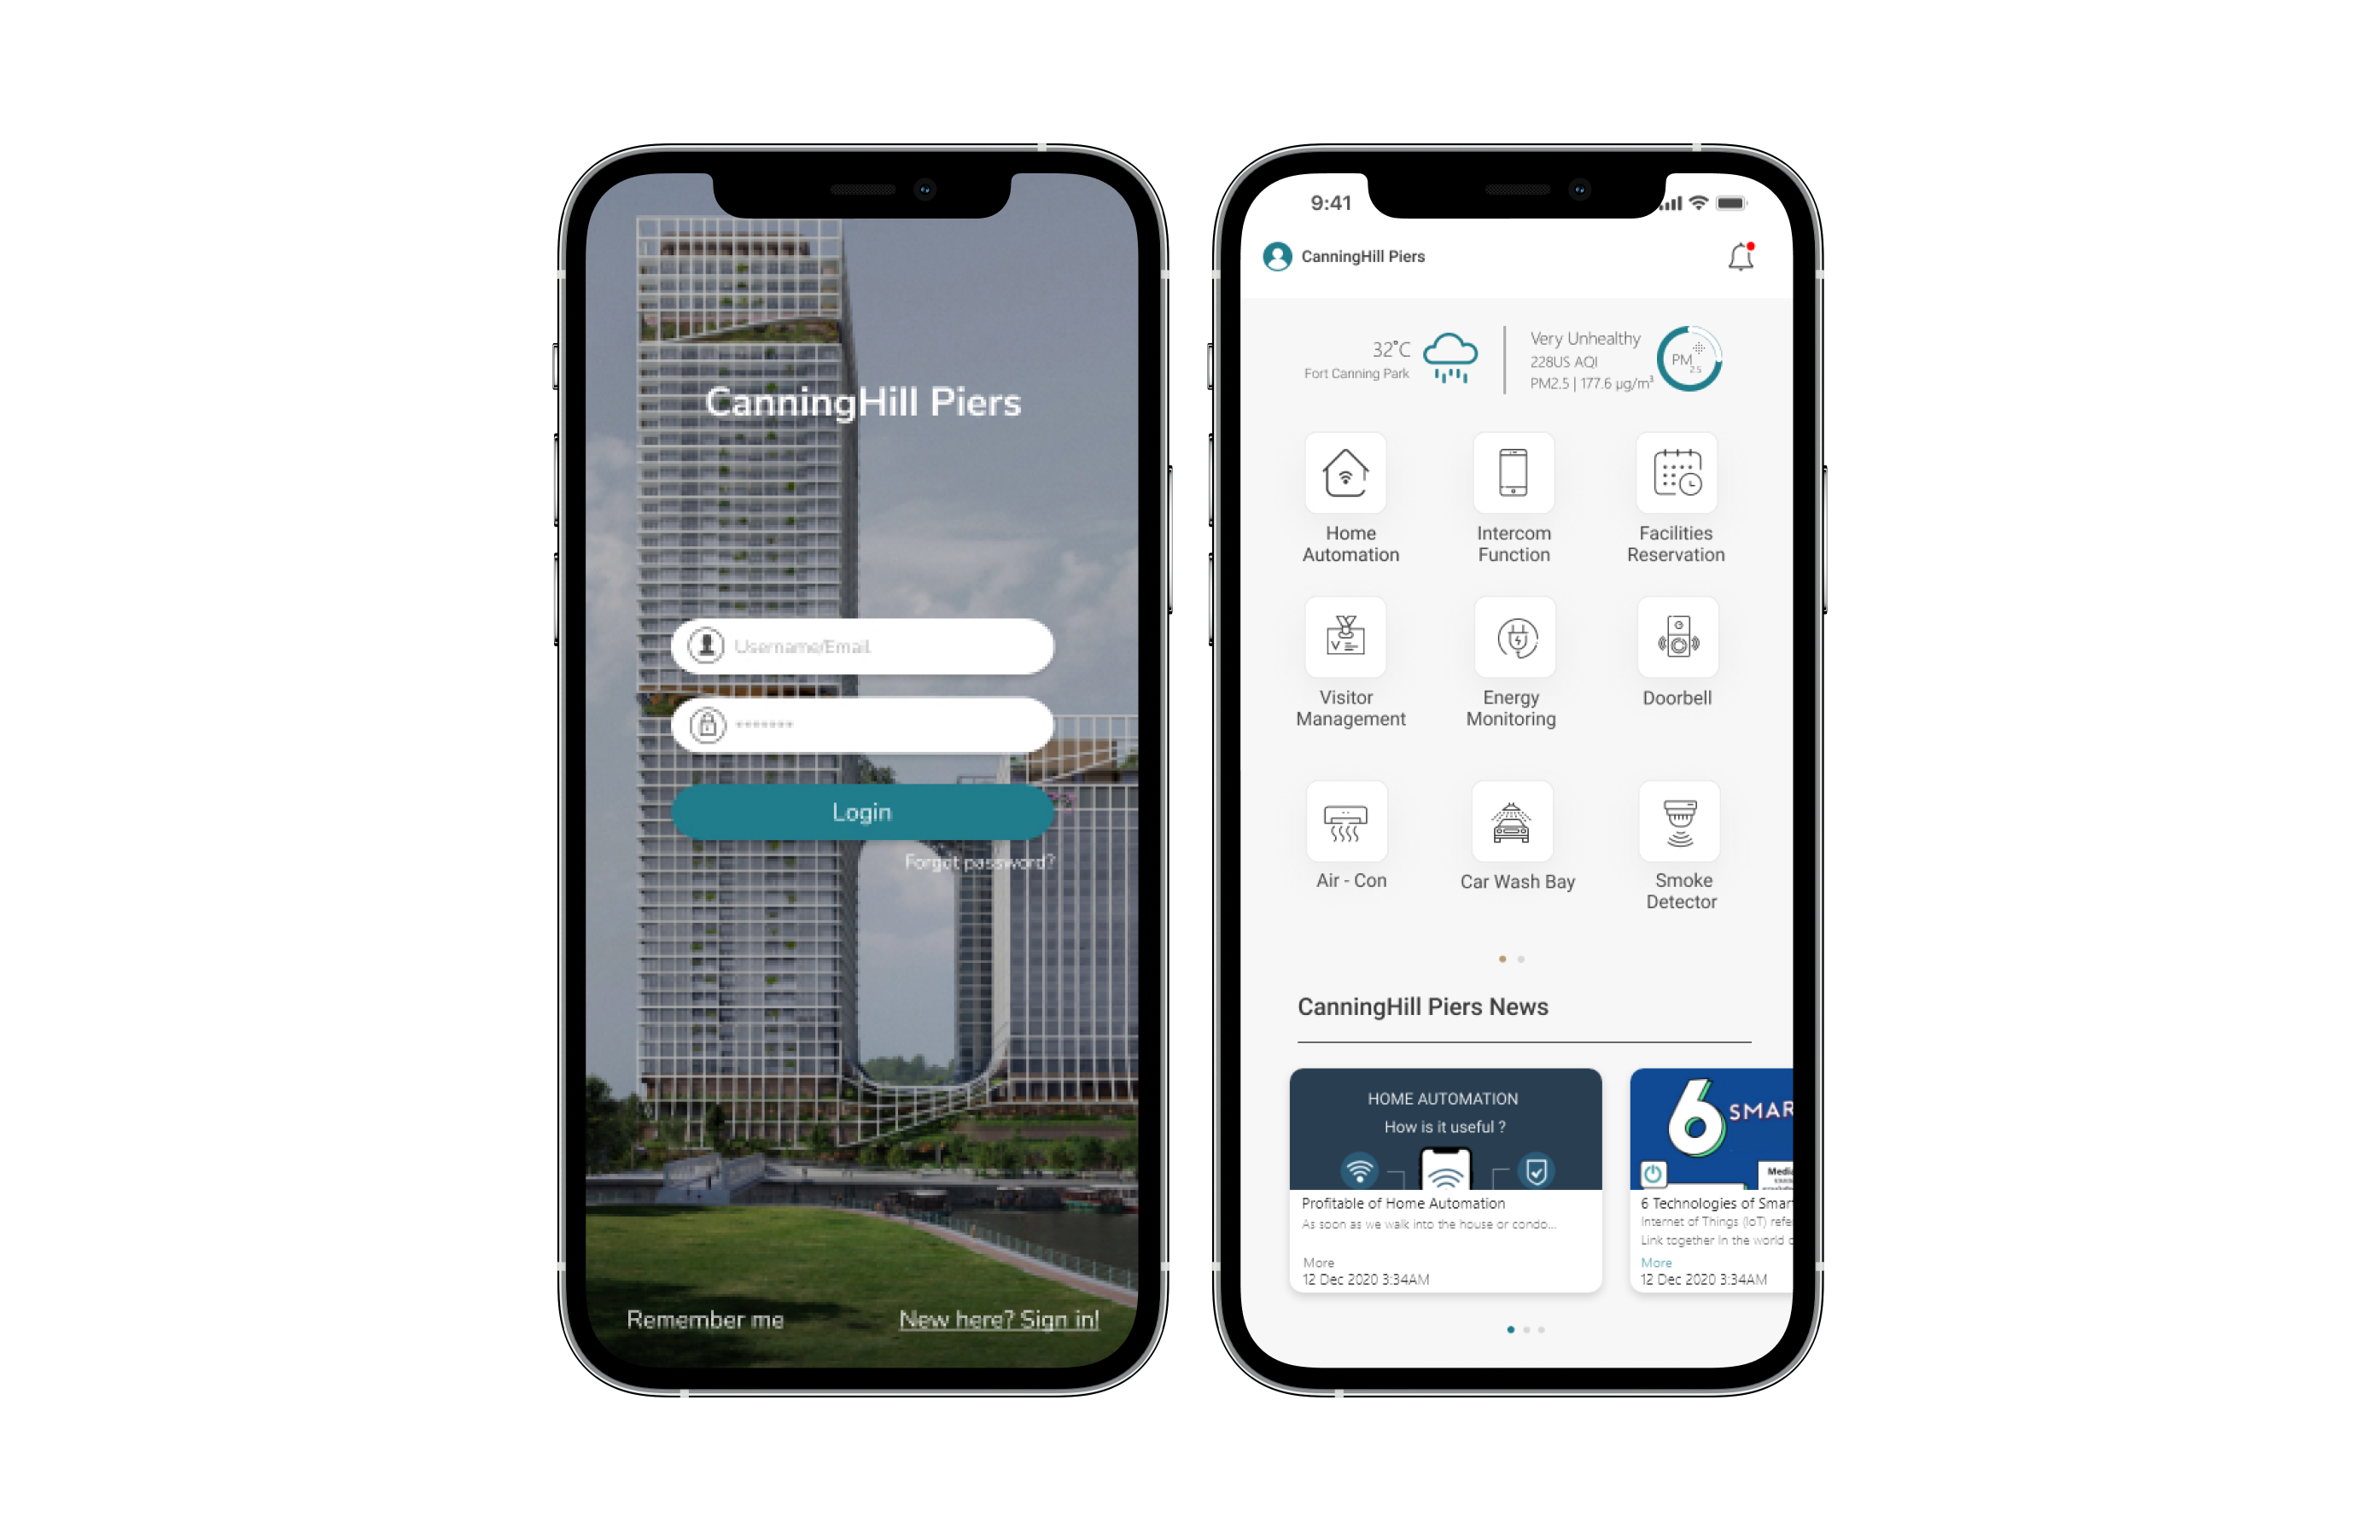 CanningHill Piers
Username/Email
*******
Login
Forgot password?
Remember me
New here? Sign in!
9:41
CanningHill Piers
32°C
Fort Canning Park
Very Unhealthy
228US AQI
PM2.5 | 177.6 µg/m³
PM
2.5
Home
Automation
Intercom
Function
Facilities
Reservation
Visitor
Management
Energy
Monitoring
Doorbell
Air - Con
Car Wash Bay
Smoke
Detector
CanningHill Piers News
HOME AUTOMATION
How is it useful ?
Profitable of Home Automation
As soon as we walk into the house or condo...
More
12 Dec 2020 3:34AM
6 SMAR
Media
6 Technologies of Smar
Internet of Things (IoT) refe
Link together in the world
More
12 Dec 2020 3:34AM